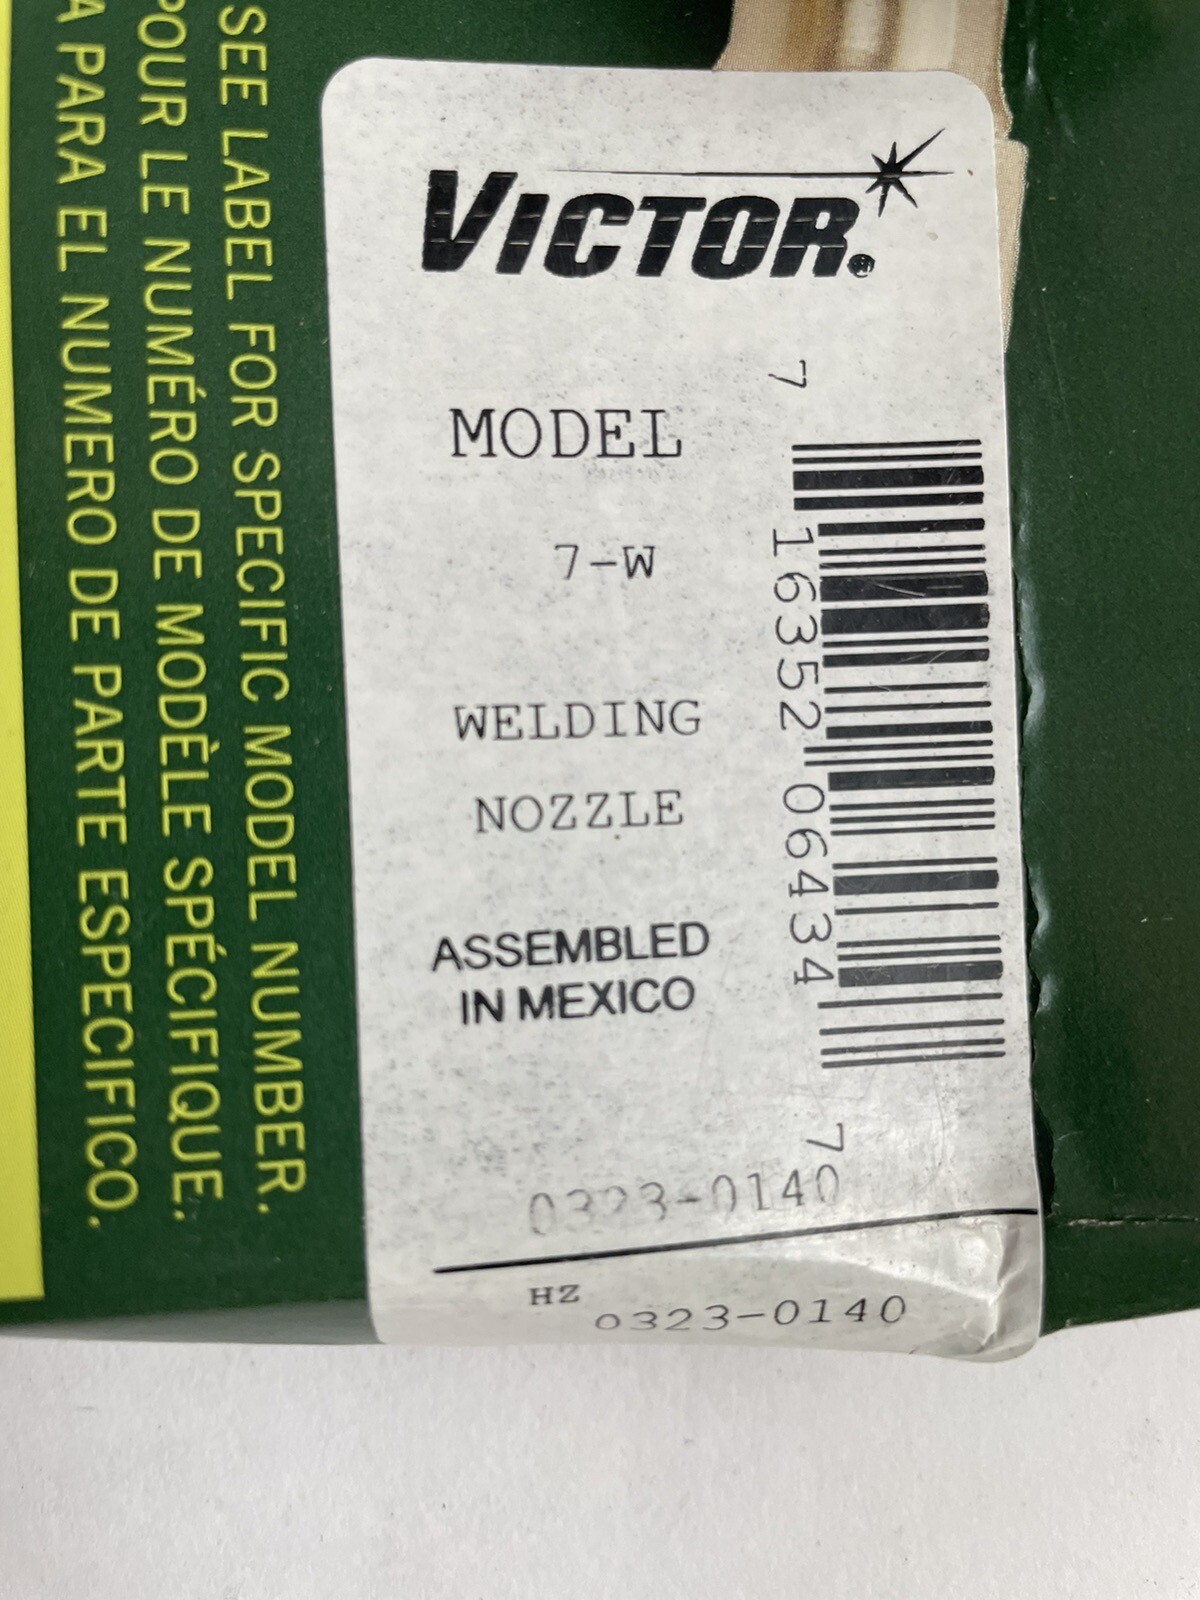 SEE LABEL FOR SPECIFIC MODEL NUMBER.
POUR LE NUMÉRO DE MODÈLE SPÉCIFIQUE.
A PARA EL NUMERO DE PARTE ESPECIFICO.
VICTOR®
MODEL
7-W
WELDING
NOZZLE
ASSEMBLED
IN MEXICO
7 16352 06434 7
0323-0140
HZ
0323-0140